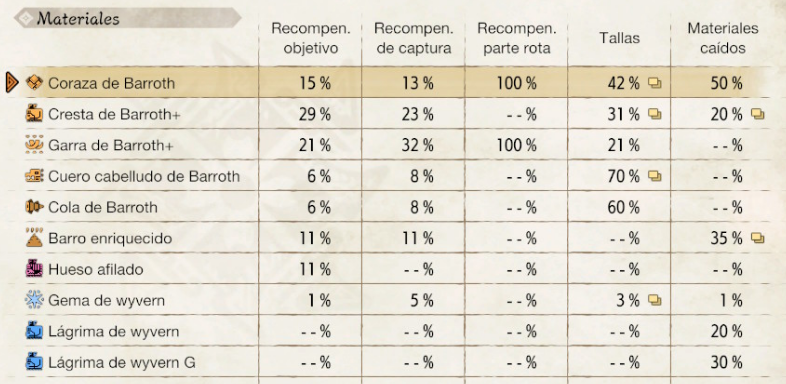 Materiales
Recompen. objetivo Recompen. de captura Recompen. parte rota Tallas Materiales caídos
Coraza de Barroth 15 % 13 % 100 % 42 % 50 %
Cresta de Barroth+ 29 % 23 % - - % 31 % 20 %
Garra de Barroth+ 21 % 32 % 100 % 21 % - - %
Cuero cabelludo de Barroth 6 % 8 % - - % 70 % - - %
Cola de Barroth 6 % 8 % - - % 60 % - - %
Barro enriquecido 11 % 11 % - - % - - % 35 %
Hueso afilado 11 % - - % - - % - - % - - %
Gema de wyvern 1 % 5 % - - % 3 % 1 %
Lágrima de wyvern - - % - - % - - % - - % 20 %
Lágrima de wyvern G - - % - - % - - % - - % 30 %